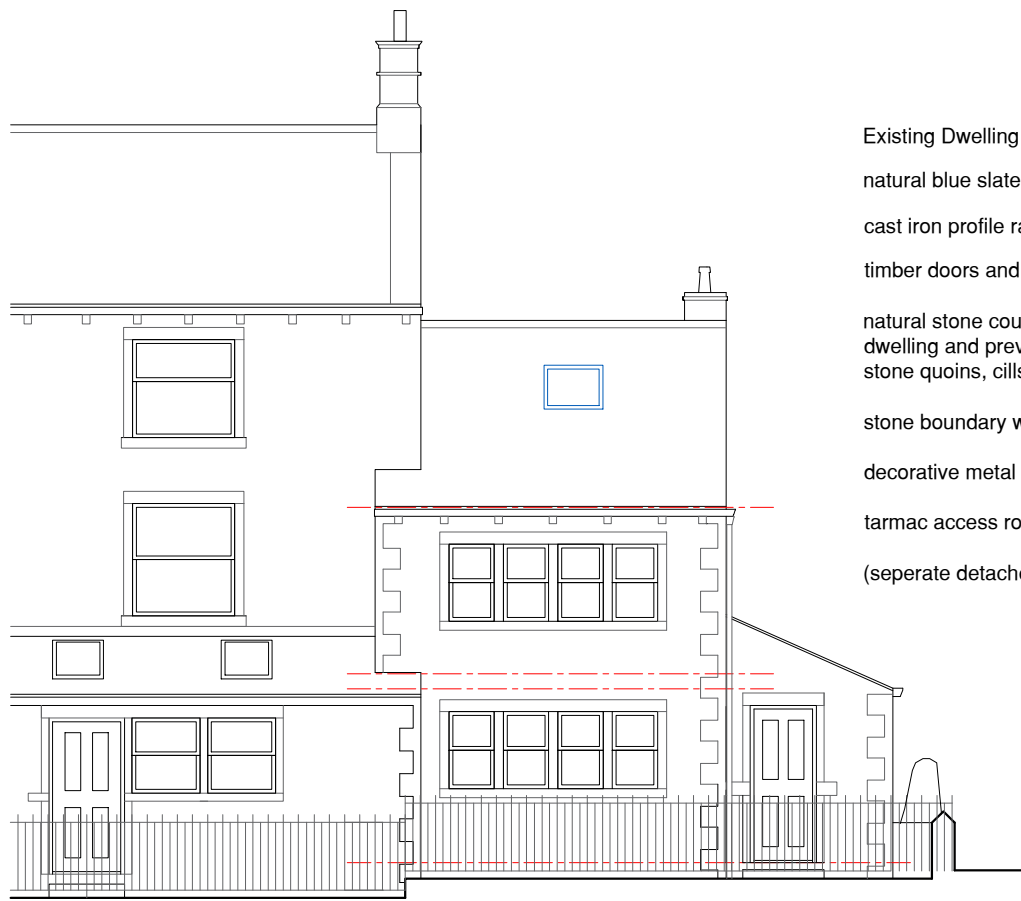 Existing Dwelling
natural blue slate
cast iron profile
timber doors and
natural stone
dwelling and
stone quoins, cills
stone boundary
decorative metal
tarmac access
(seperate